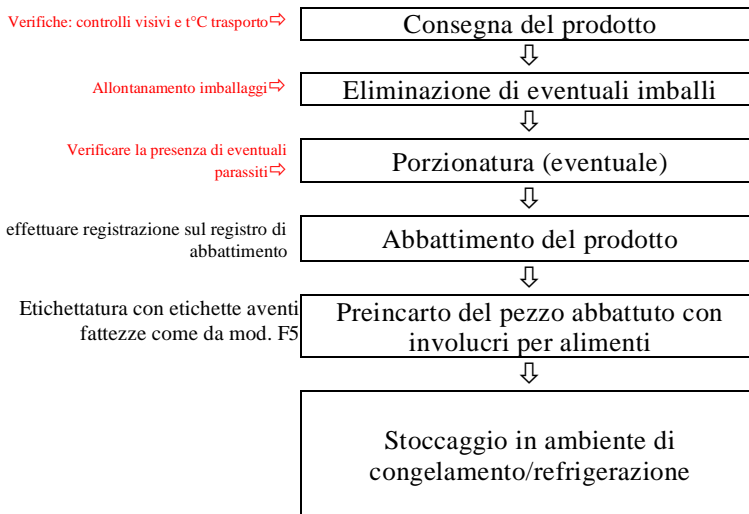 Verifiche: controlli visivi e t°C trasporto⇨
Consegna del prodotto
Allontanamento imballaggi⇨
Eliminazione di eventuali imballi
Verificare la presenza di eventuali
parassiti⇨
Porzionatura (eventuale)
effettuare registrazione sul registro di
abbattimento
Abbattimento del prodotto
Etichettatura con etichette aventi
fattezze come da mod. F5
Preincarto del pezzo abbattuto con
involucri per alimenti
Stoccaggio in ambiente di
congelamento/refrigerazione